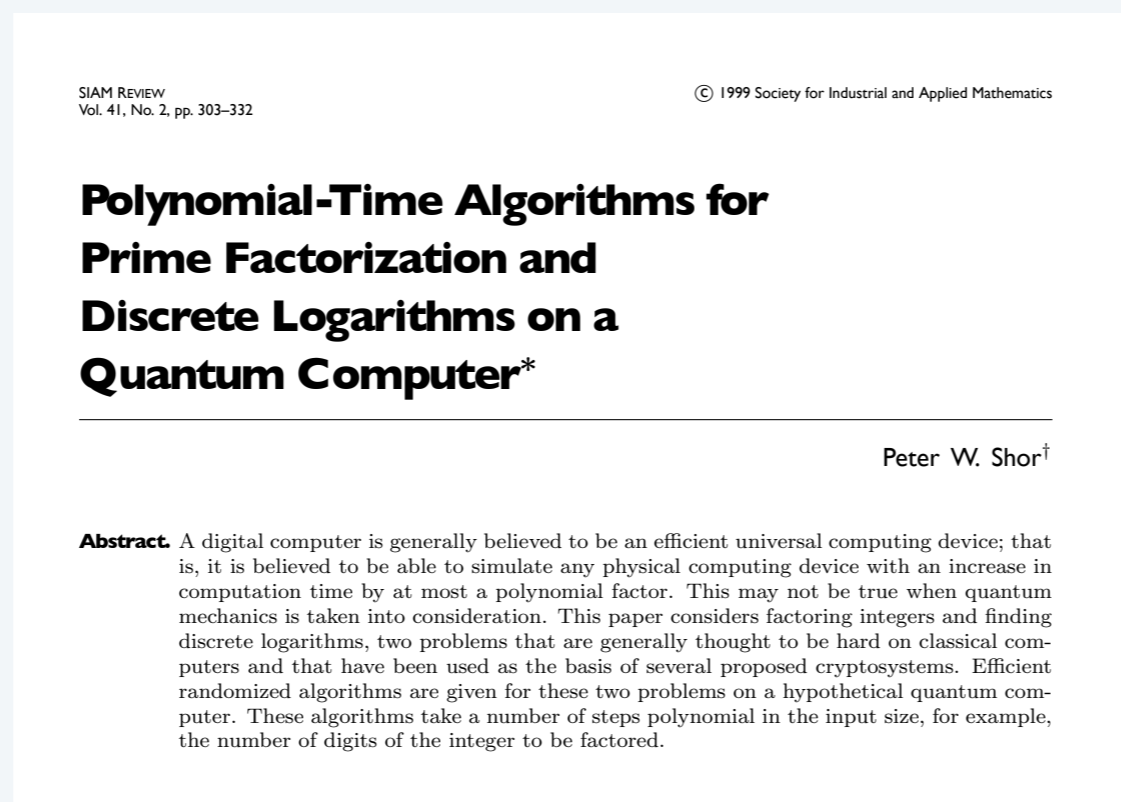 SIAM REVIEW
Vol. 41, No. 2, pp. 303–332
© 1999 Society for Industrial and Applied Mathematics
Polynomial-Time Algorithms for
Prime Factorization and
Discrete Logarithms on a
Quantum Computer*
Peter W. Shor†
Abstract. A digital computer is generally believed to be an efficient universal computing device; that
is, it is believed to be able to simulate any physical computing device with an increase in
computation time by at most a polynomial factor. This may not be true when quantum
mechanics is taken into consideration. This paper considers factoring integers and finding
discrete logarithms, two problems that are generally thought to be hard on classical com-
puters and that have been used as the basis of several proposed cryptosystems. Efficient
randomized algorithms are given for these two problems on a hypothetical quantum com-
puter. These algorithms take a number of steps polynomial in the input size, for example,
the number of digits of the integer to be factored.